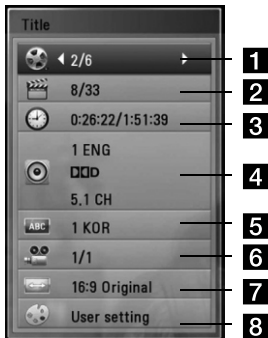 Title
2/6
1
8/33
2
0:26:22/1:51:39
3
1 ENG
D
5.1 CH
4
ABC 1 KOR
5
1/1
6
16:9 Original
7
User setting
8